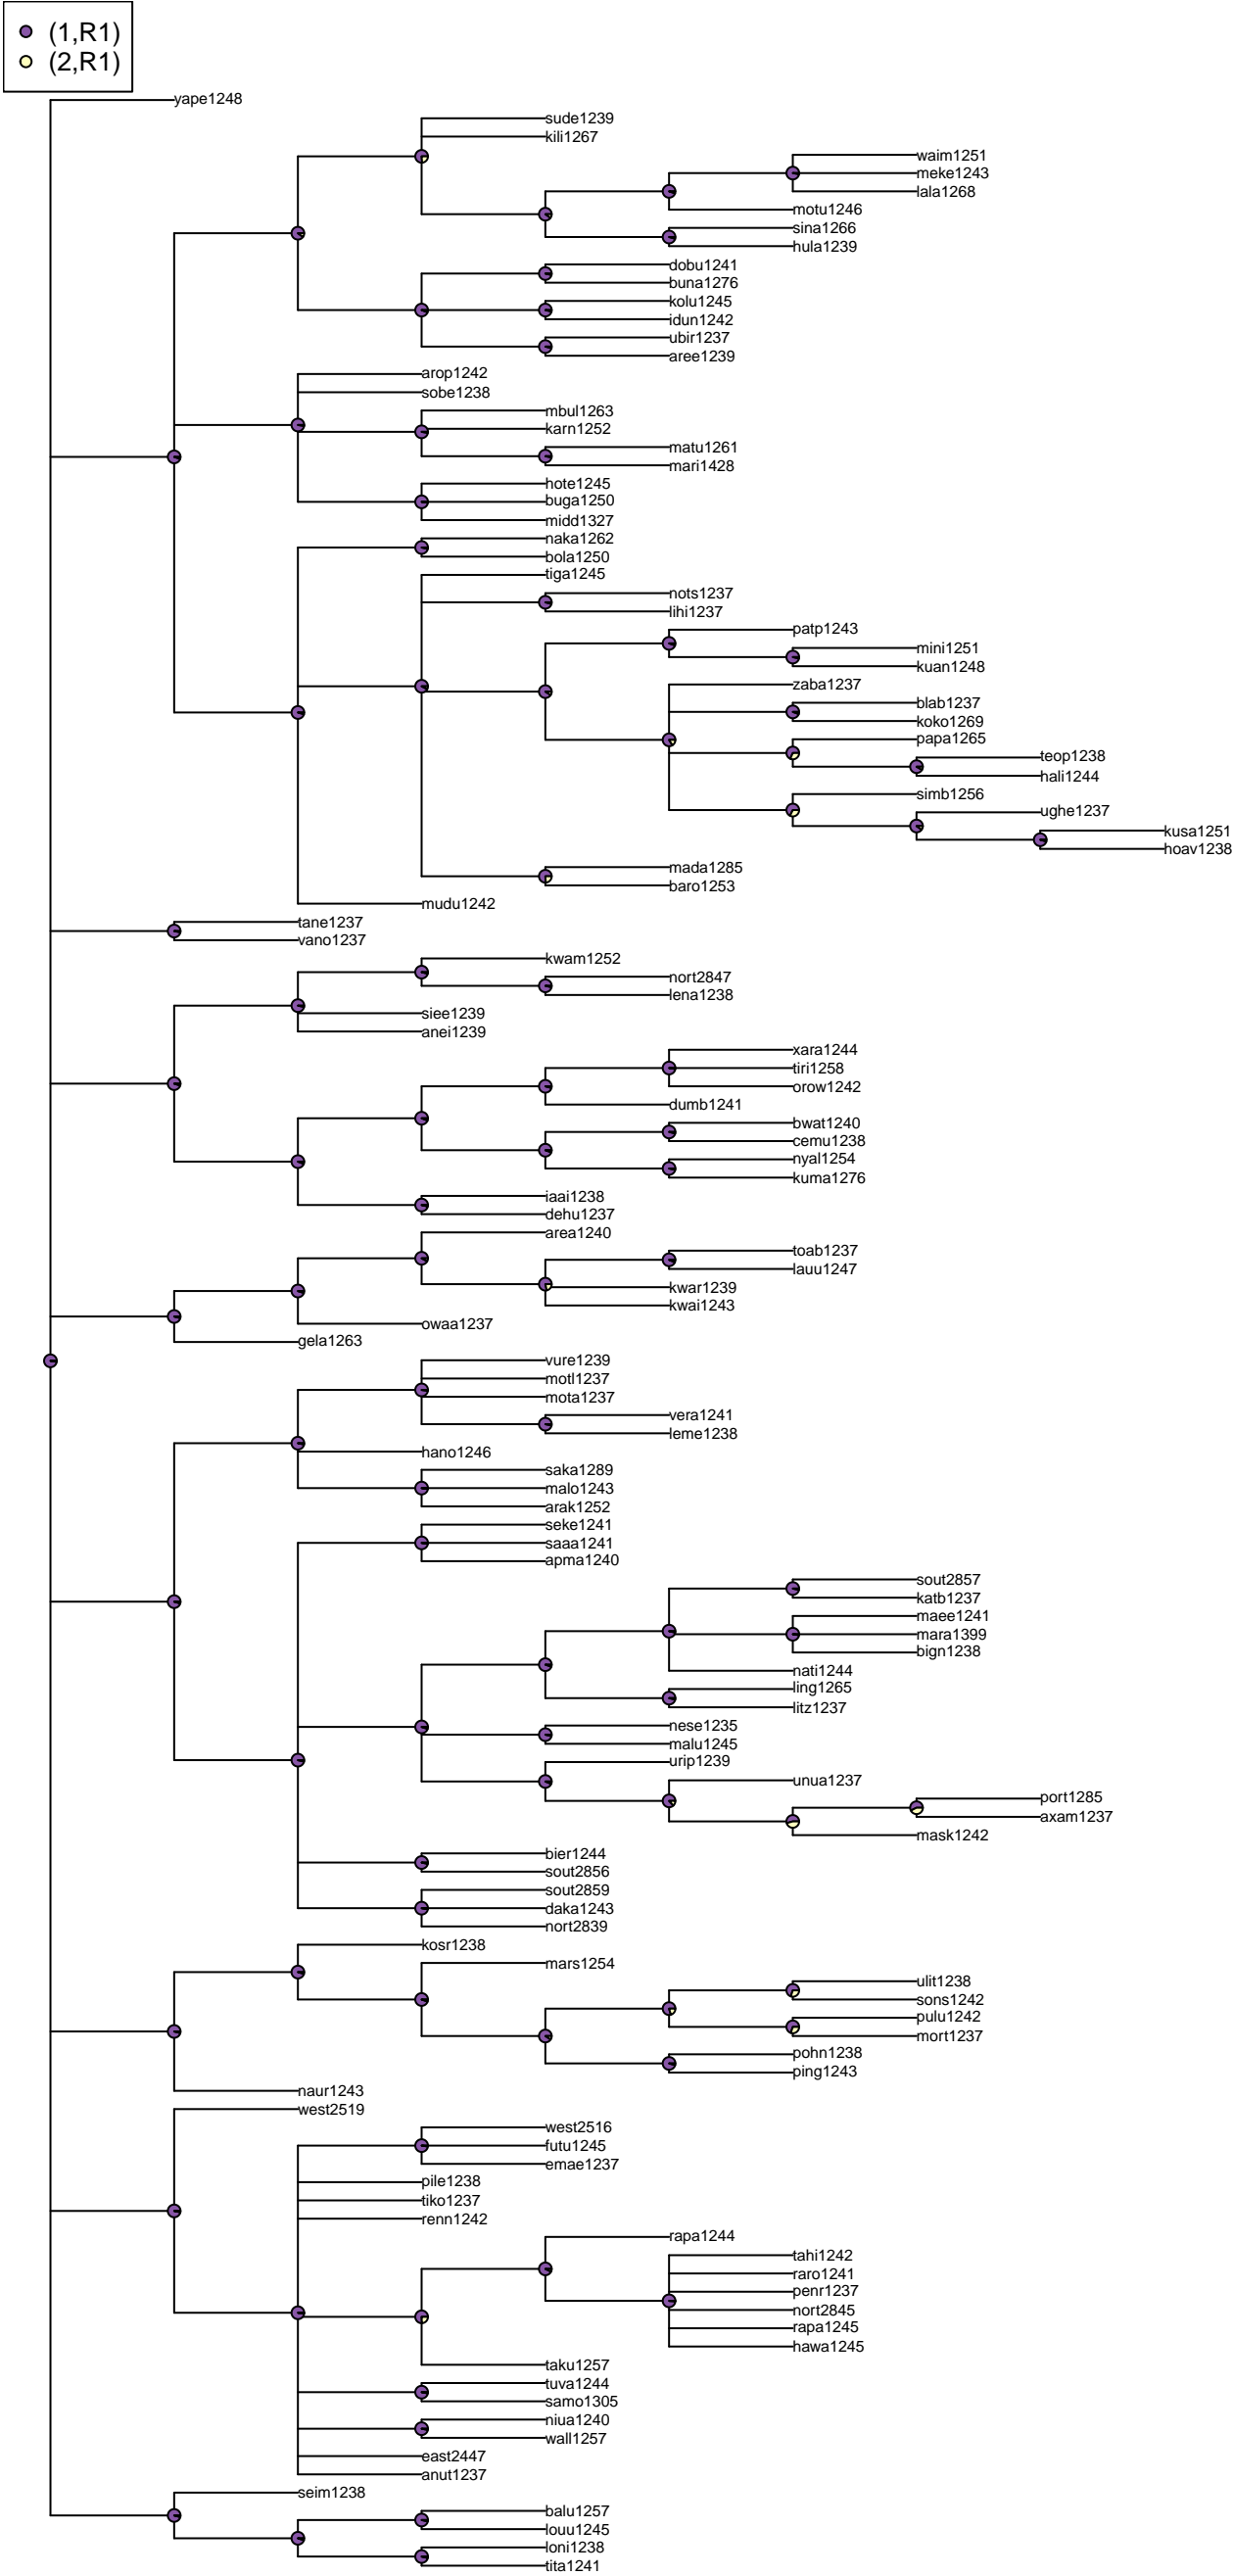 (1,R1)
(2,R1)
yape1248
sude1239
kili1267
waim1251
meke1243
lala1268
motu1246
sina1266
hula1239
dobu1241
buna1276
kolu1245
idun1242
ubir1237
aree1239
arop1242
sobe1238
mbul1263
karn1252
matu1261
mari1428
hote1245
buga1250
midd1327
naka1262
bola1250
tiga1245
nots1237
lihi1237
patp1243
mini1251
kuan1248
zaba1237
blab1237
koko1269
papa1265
teop1238
hali1244
simb1256
ughe1237
kusa1251
hoav1238
mada1285
baro1253
mudu1242
tane1237
vano1237
kwam1252
nort2847
lena1238
siee1239
anei1239
xara1244
tiri1258
orow1242
dumb1241
bwat1240
cemu1238
nyal1254
kuma1276
iaai1238
dehu1237
area1240
toab1237
lauu1247
kwar1239
kwai1243
owaa1237
gela1263
vure1239
motl1237
mota1237
vera1241
leme1238
hano1246
saka1289
malo1243
arak1252
seke1241
saaa1241
apma1240
sout2857
katb1237
maee1241
mara1399
bign1238
nati1244
ling1265
litz1237
nese1235
malu1245
urip1239
unua1237
port1285
axam1237
mask1242
bier1244
sout2856
sout2859
daka1243
nort2839
kosr1238
mars1254
ulit1238
sons1242
pulu1242
mort1237
pohn1238
ping1243
naur1243
west2519
west2516
futu1245
emae1237
pile1238
tiko1237
renn1242
rapa1244
tahi1242
raro1241
penr1237
nort2845
rapa1245
hawa1245
taku1257
tuva1244
samo1305
niua1240
wall1257
east2447
anut1237
seim1238
balu1257
louu1245
loni1238
tita1241